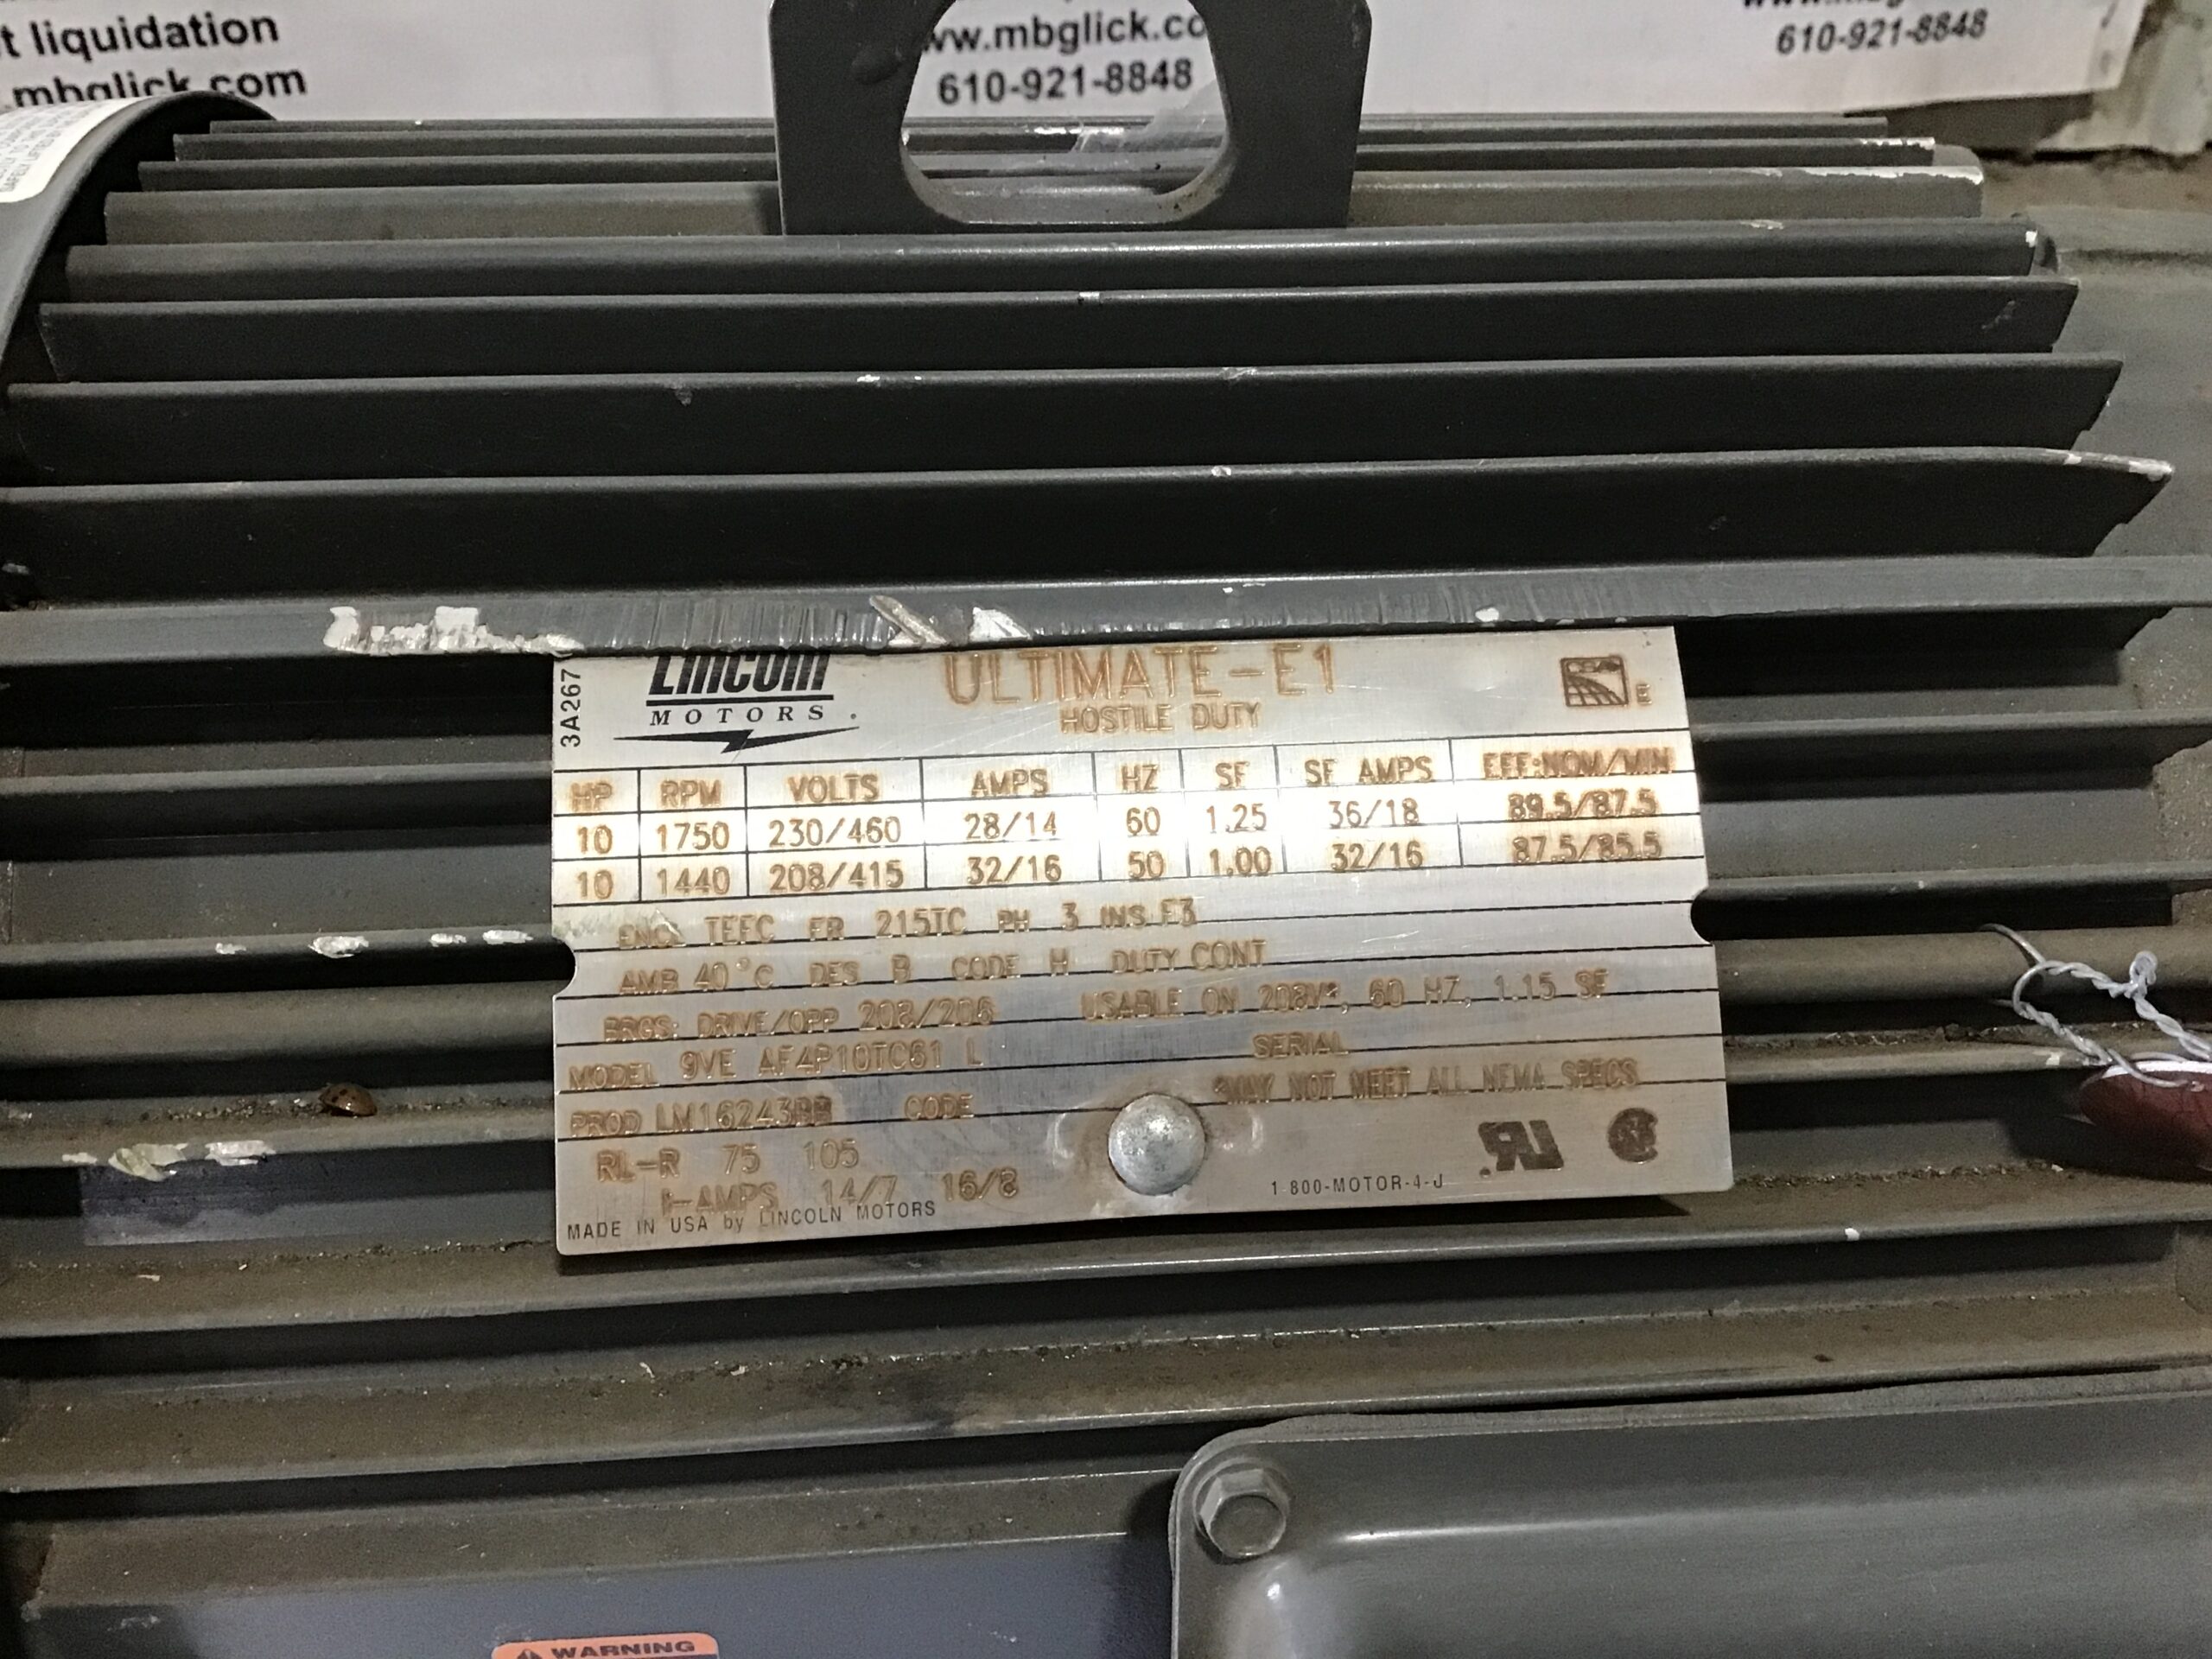 t liquidation
.mbglick.com
ww.mbglick.co
610-921-8848
610-921-8848
3A267
Lincoln
MOTORS
ULTIMATE-E1
HOSTILE DUTY
E
HP RPM VOLTS AMPS HZ SF SF AMPS EFF:NOM/MIN
10 1750 230/460 28/14 60 1.25 36/18 89.5/87.5
10 1440 208/415 32/16 50 1.00 32/16 87.5/85.5
ENCL TEFC FR 215TC PH 3 INS F3
AMB 40°C DES B CODE H DUTY CONT
BRGS: DRIVE/OPP 208/206 USABLE ON 208V*, 60 HZ, 1.15 SF
MODEL 9VE AF4P10TC61 L SERIAL
*MAY NOT MEET ALL NEMA SPECS
PROD LM16243BB CODE
RL-R 75 105
I-AMPS 14/7 16/8
MADE IN USA by LINCOLN MOTORS
1-800-MOTOR-4-U
WARNING